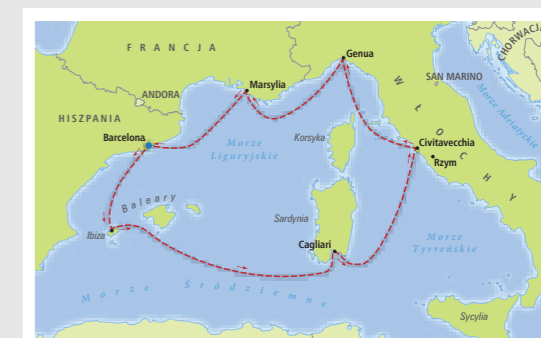 FRANCJA
Genua
CHORWACJA
Marsylia
SAN MARINO
ANDORA
HISZPANIA
WŁOCHY
Morze Adriatyckie
Barcelona
Morze
Liguryjskie
Korsyka
Civitavecchia
Rzym
Baleary
Ibiza
Sardynia
Cagliari
Morze
Tyrreńskie
Morze Śródziemne
Sycylia